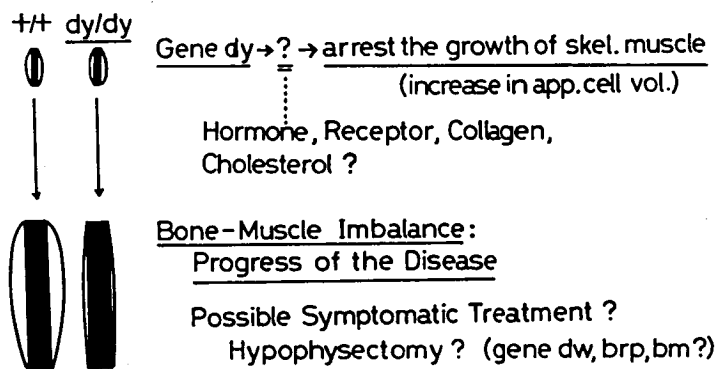 +/+ dy/dy
Gene dy → ? → arrest the growth of skel. muscle
(increase in app. cell vol.)
Hormone, Receptor, Collagen,
Cholesterol ?
Bone-Muscle Imbalance:
Progress of the Disease
Possible Symptomatic Treatment ?
Hypophysectomy ? (gene dw, brp, bm?)